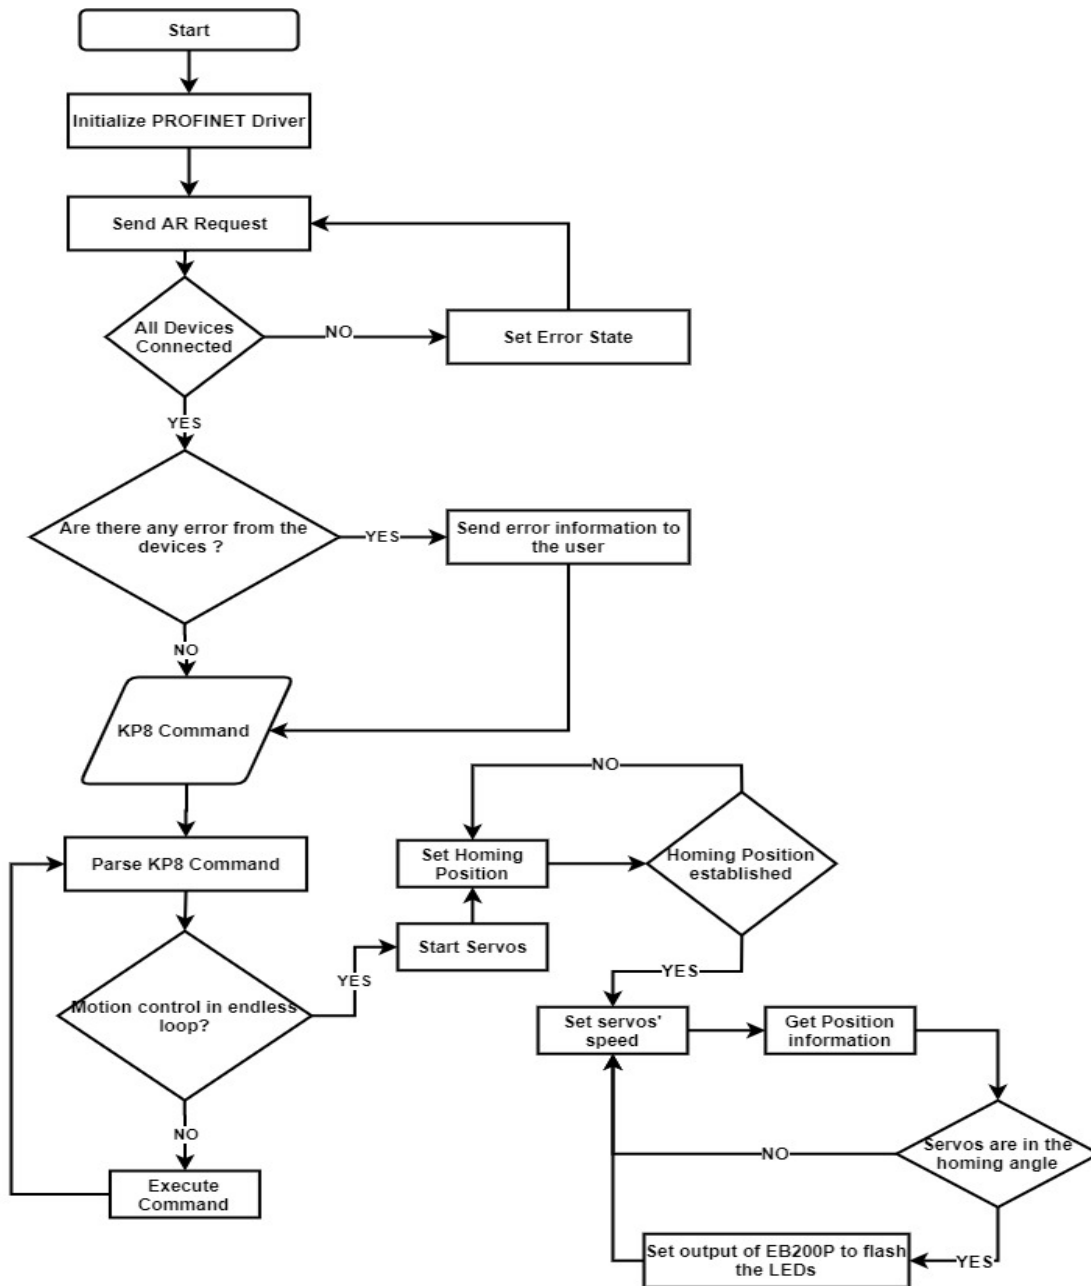 Start
Initialize PROFINET Driver
Send AR Request
All Devices
Connected
NO
Set Error State
YES
Are there any error from the
devices ?
YES
Send error information to
the user
NO
KP8 Command
NO
Parse KP8 Command
Set Homing
Position
Homing Position
established
Start Servos
YES
YES
Motion control in endless
loop?
Set servos'
speed
Get Position
information
NO
NO
Servos are in the
homing angle
Execute
Command
Set output of EB200P to flash
the LEDs
YES